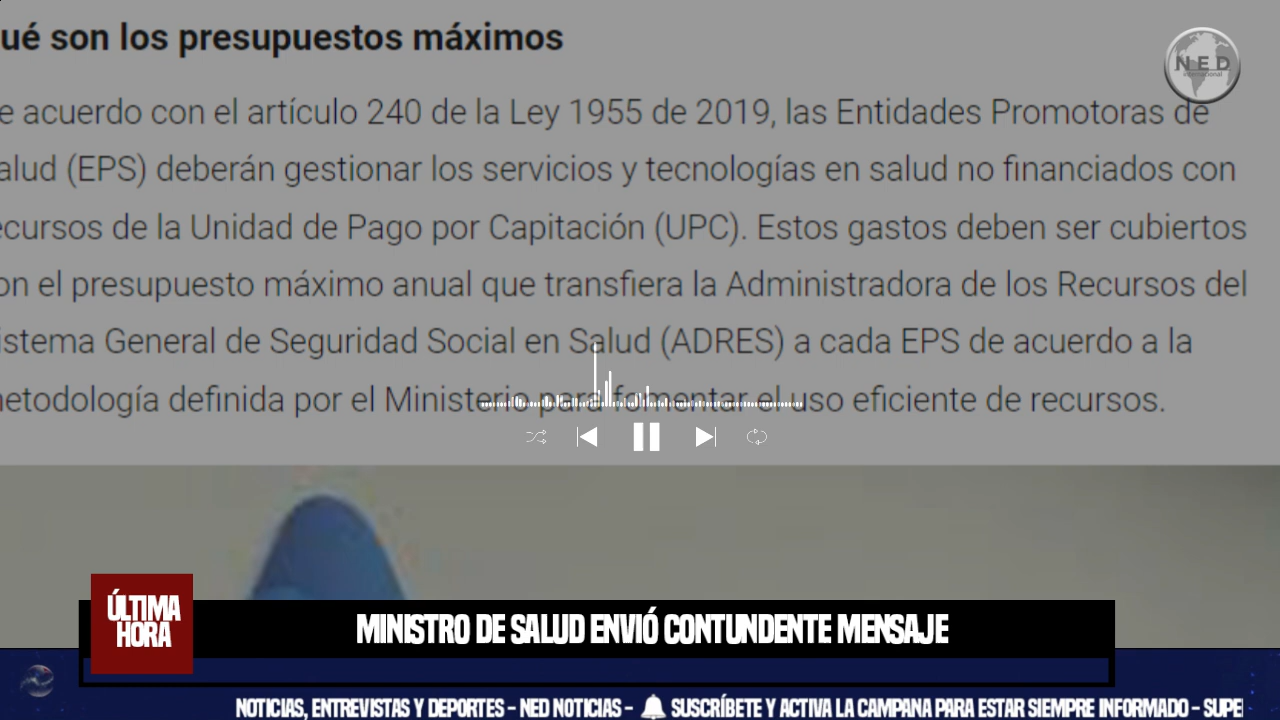 ué son los presupuestos máximos
NED
internacional
e acuerdo con el artículo 240 de la Ley 1955 de 2019, las Entidades Promotoras de
alud (EPS) deberán gestionar los servicios y tecnologías en salud no financiados con
ecursos de la Unidad de Pago por Capitación (UPC). Estos gastos deben ser cubiertos
on el presupuesto máximo anual que transfiera la Administradora de los Recursos del
istema General de Seguridad Social en Salud (ADRES) a cada EPS de acuerdo a la
netodología definida por el Ministerio para fomentar el uso eficiente de recursos.
ÚLTIMA
HORA
MINISTRO DE SALUD ENVIÓ CONTUNDENTE MENSAJE
NOTICIAS, ENTREVISTAS Y DEPORTES - NED NOTICIAS - SUSCRÍBETE Y ACTIVA LA CAMPANA PARA ESTAR SIEMPRE INFORMADO - SUPE